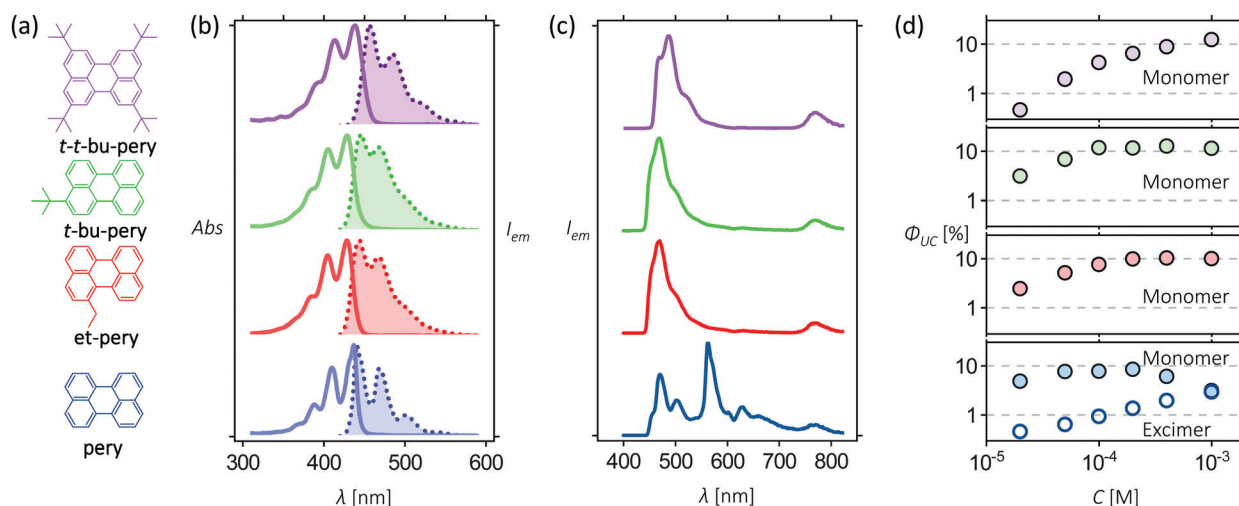 (a)
t-t-bu-pery
t-bu-pery
et-pery
pery
(b)
Abs
I_em
300 400 500 600
λ [nm]
(c)
I_em
400 500 600 700 800
λ [nm]
(d)
Φ_UC [%]
10
1
Monomer
10
1
Monomer
10
1
Monomer
10
1
Monomer
Excimer
10⁻⁵ 10⁻⁴ 10⁻³
C [M]